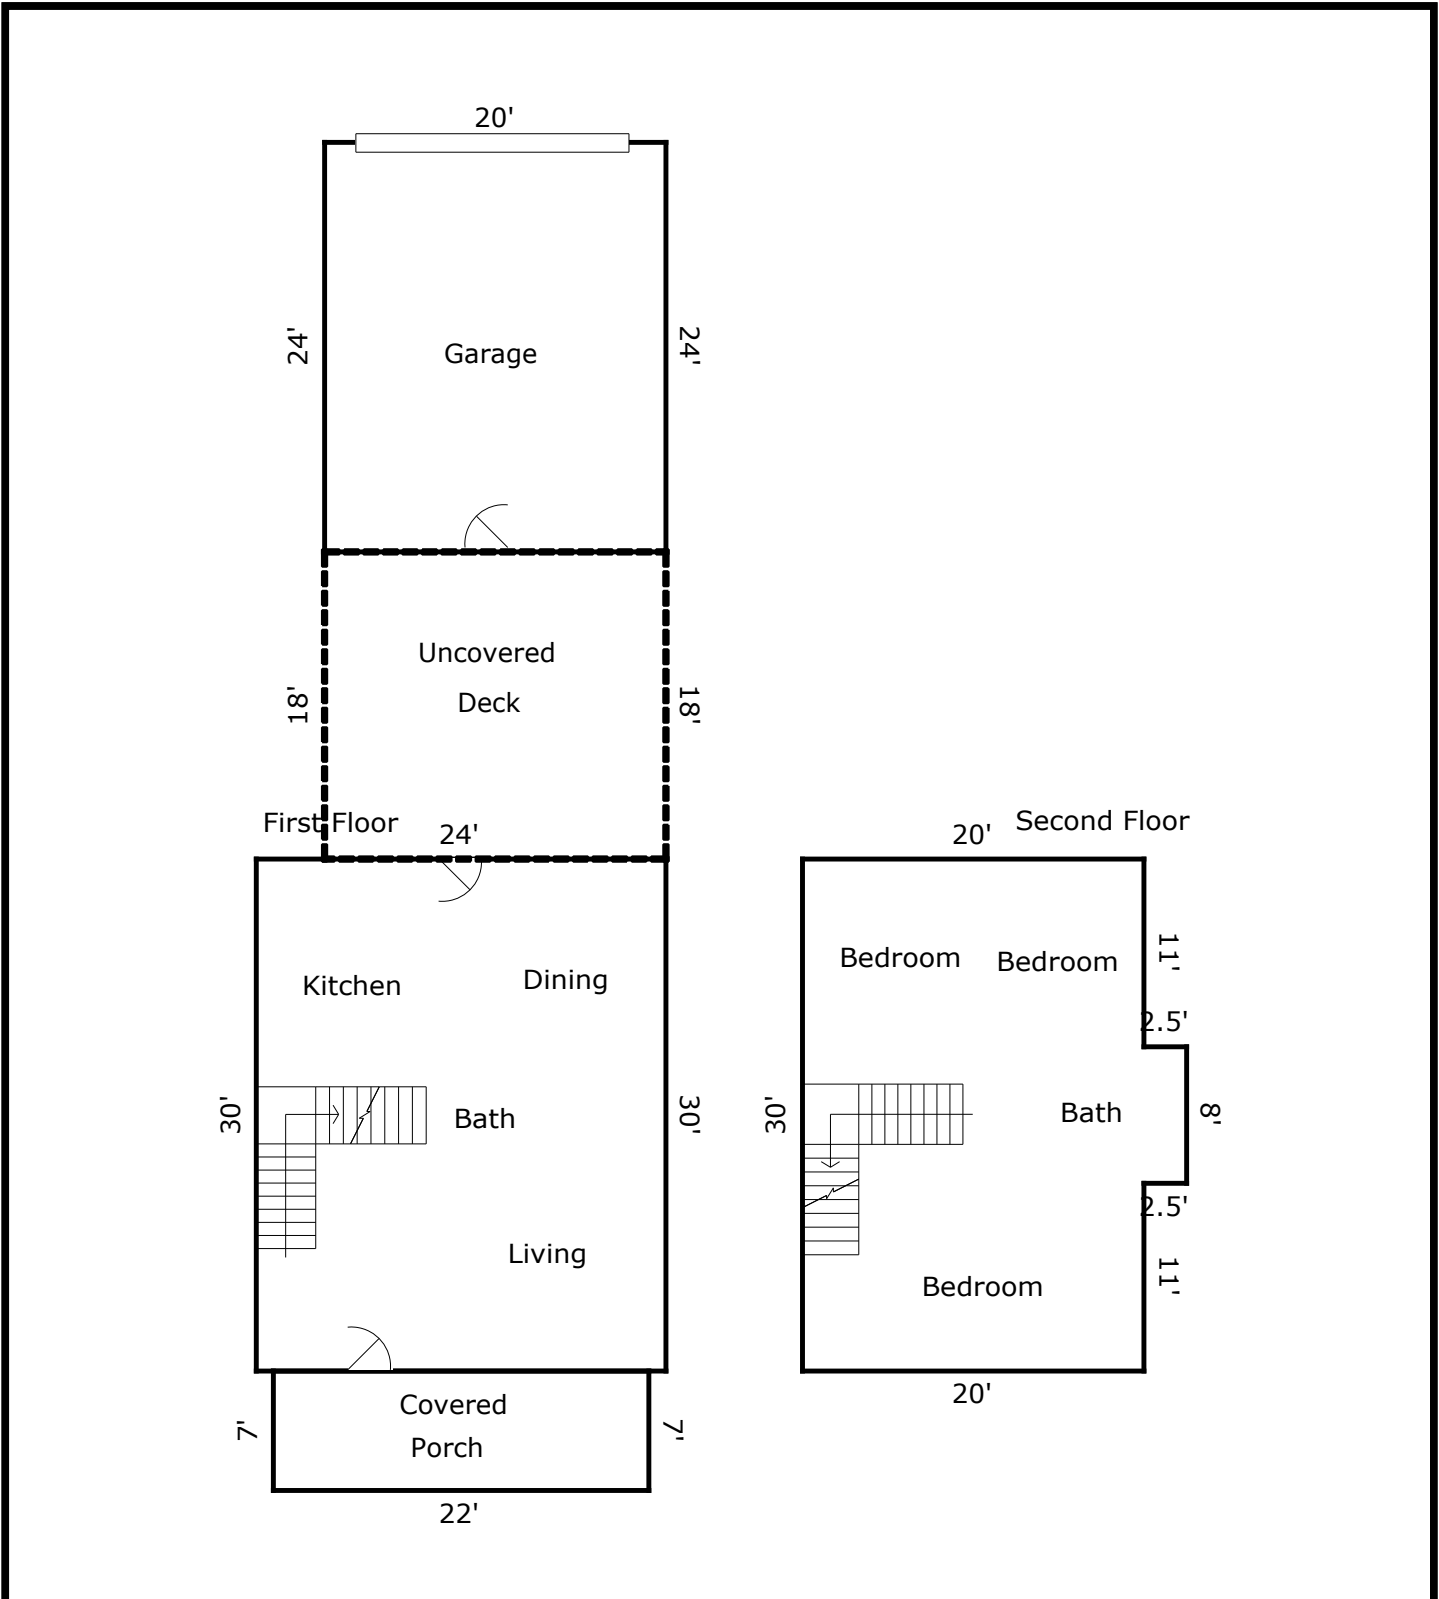 20'
24'
24'
Garage
Uncovered
Deck
18'
18'
First Floor
24'
Kitchen
Dining
30'
30'
Bath
Living
Covered
Porch
7'
7'
22'
Second Floor
20'
Bedroom
Bedroom
11'
2.5'
30'
Bath
8'
2.5'
11'
Bedroom
20'